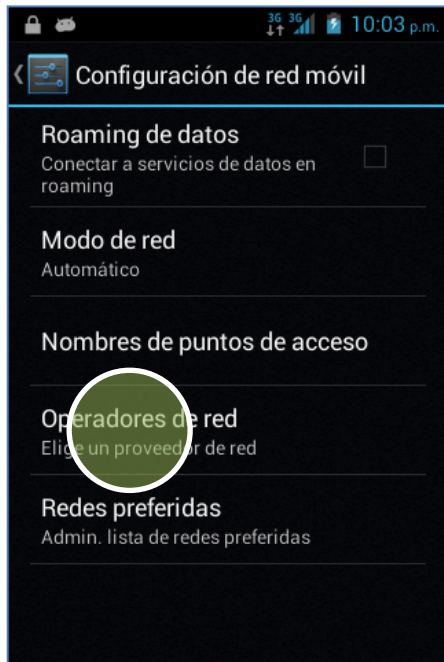 3G 3G 10:03 p.m.
Configuración de red móvil
Roaming de datos
Conectar a servicios de datos en
roaming
Modo de red
Automático
Nombres de puntos de acceso
Operadores de red
Elige un proveedor de red
Redes preferidas
Admin. lista de redes preferidas